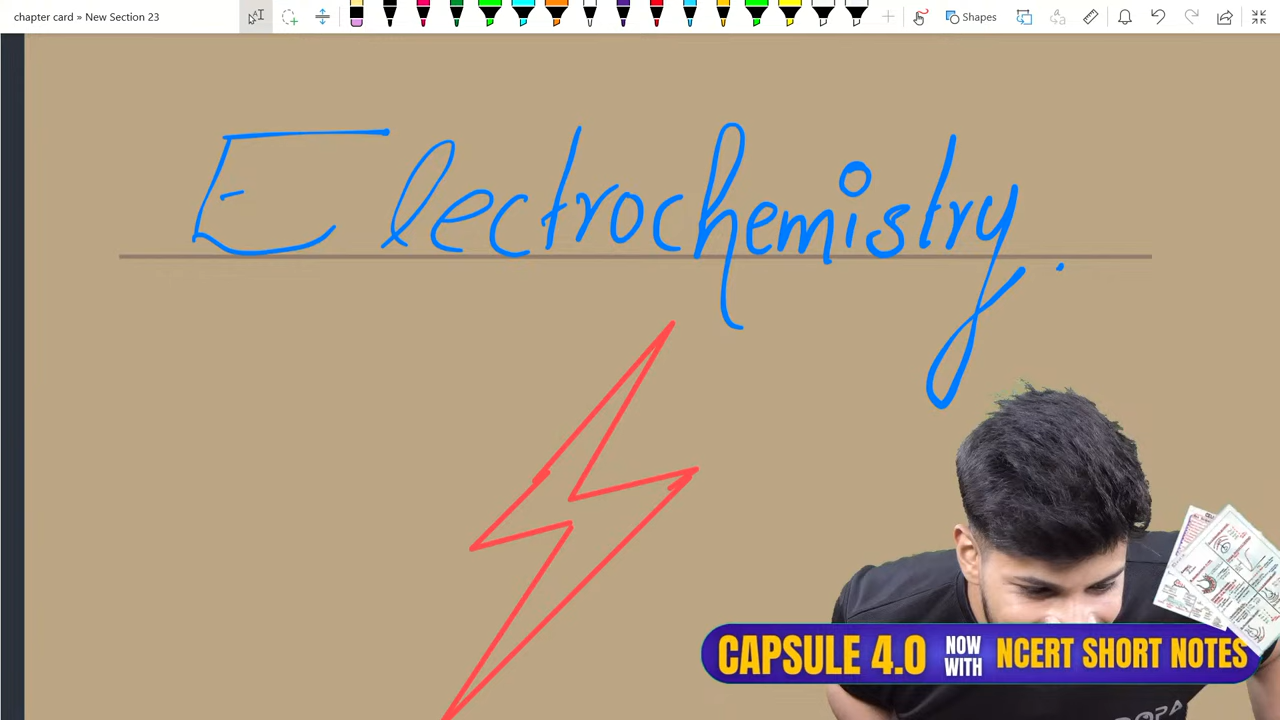 chapter card » New Section 23
Shapes
Electrochemistry.
CAPSULE 4.0
NOW WITH
NCERT SHORT NOTES